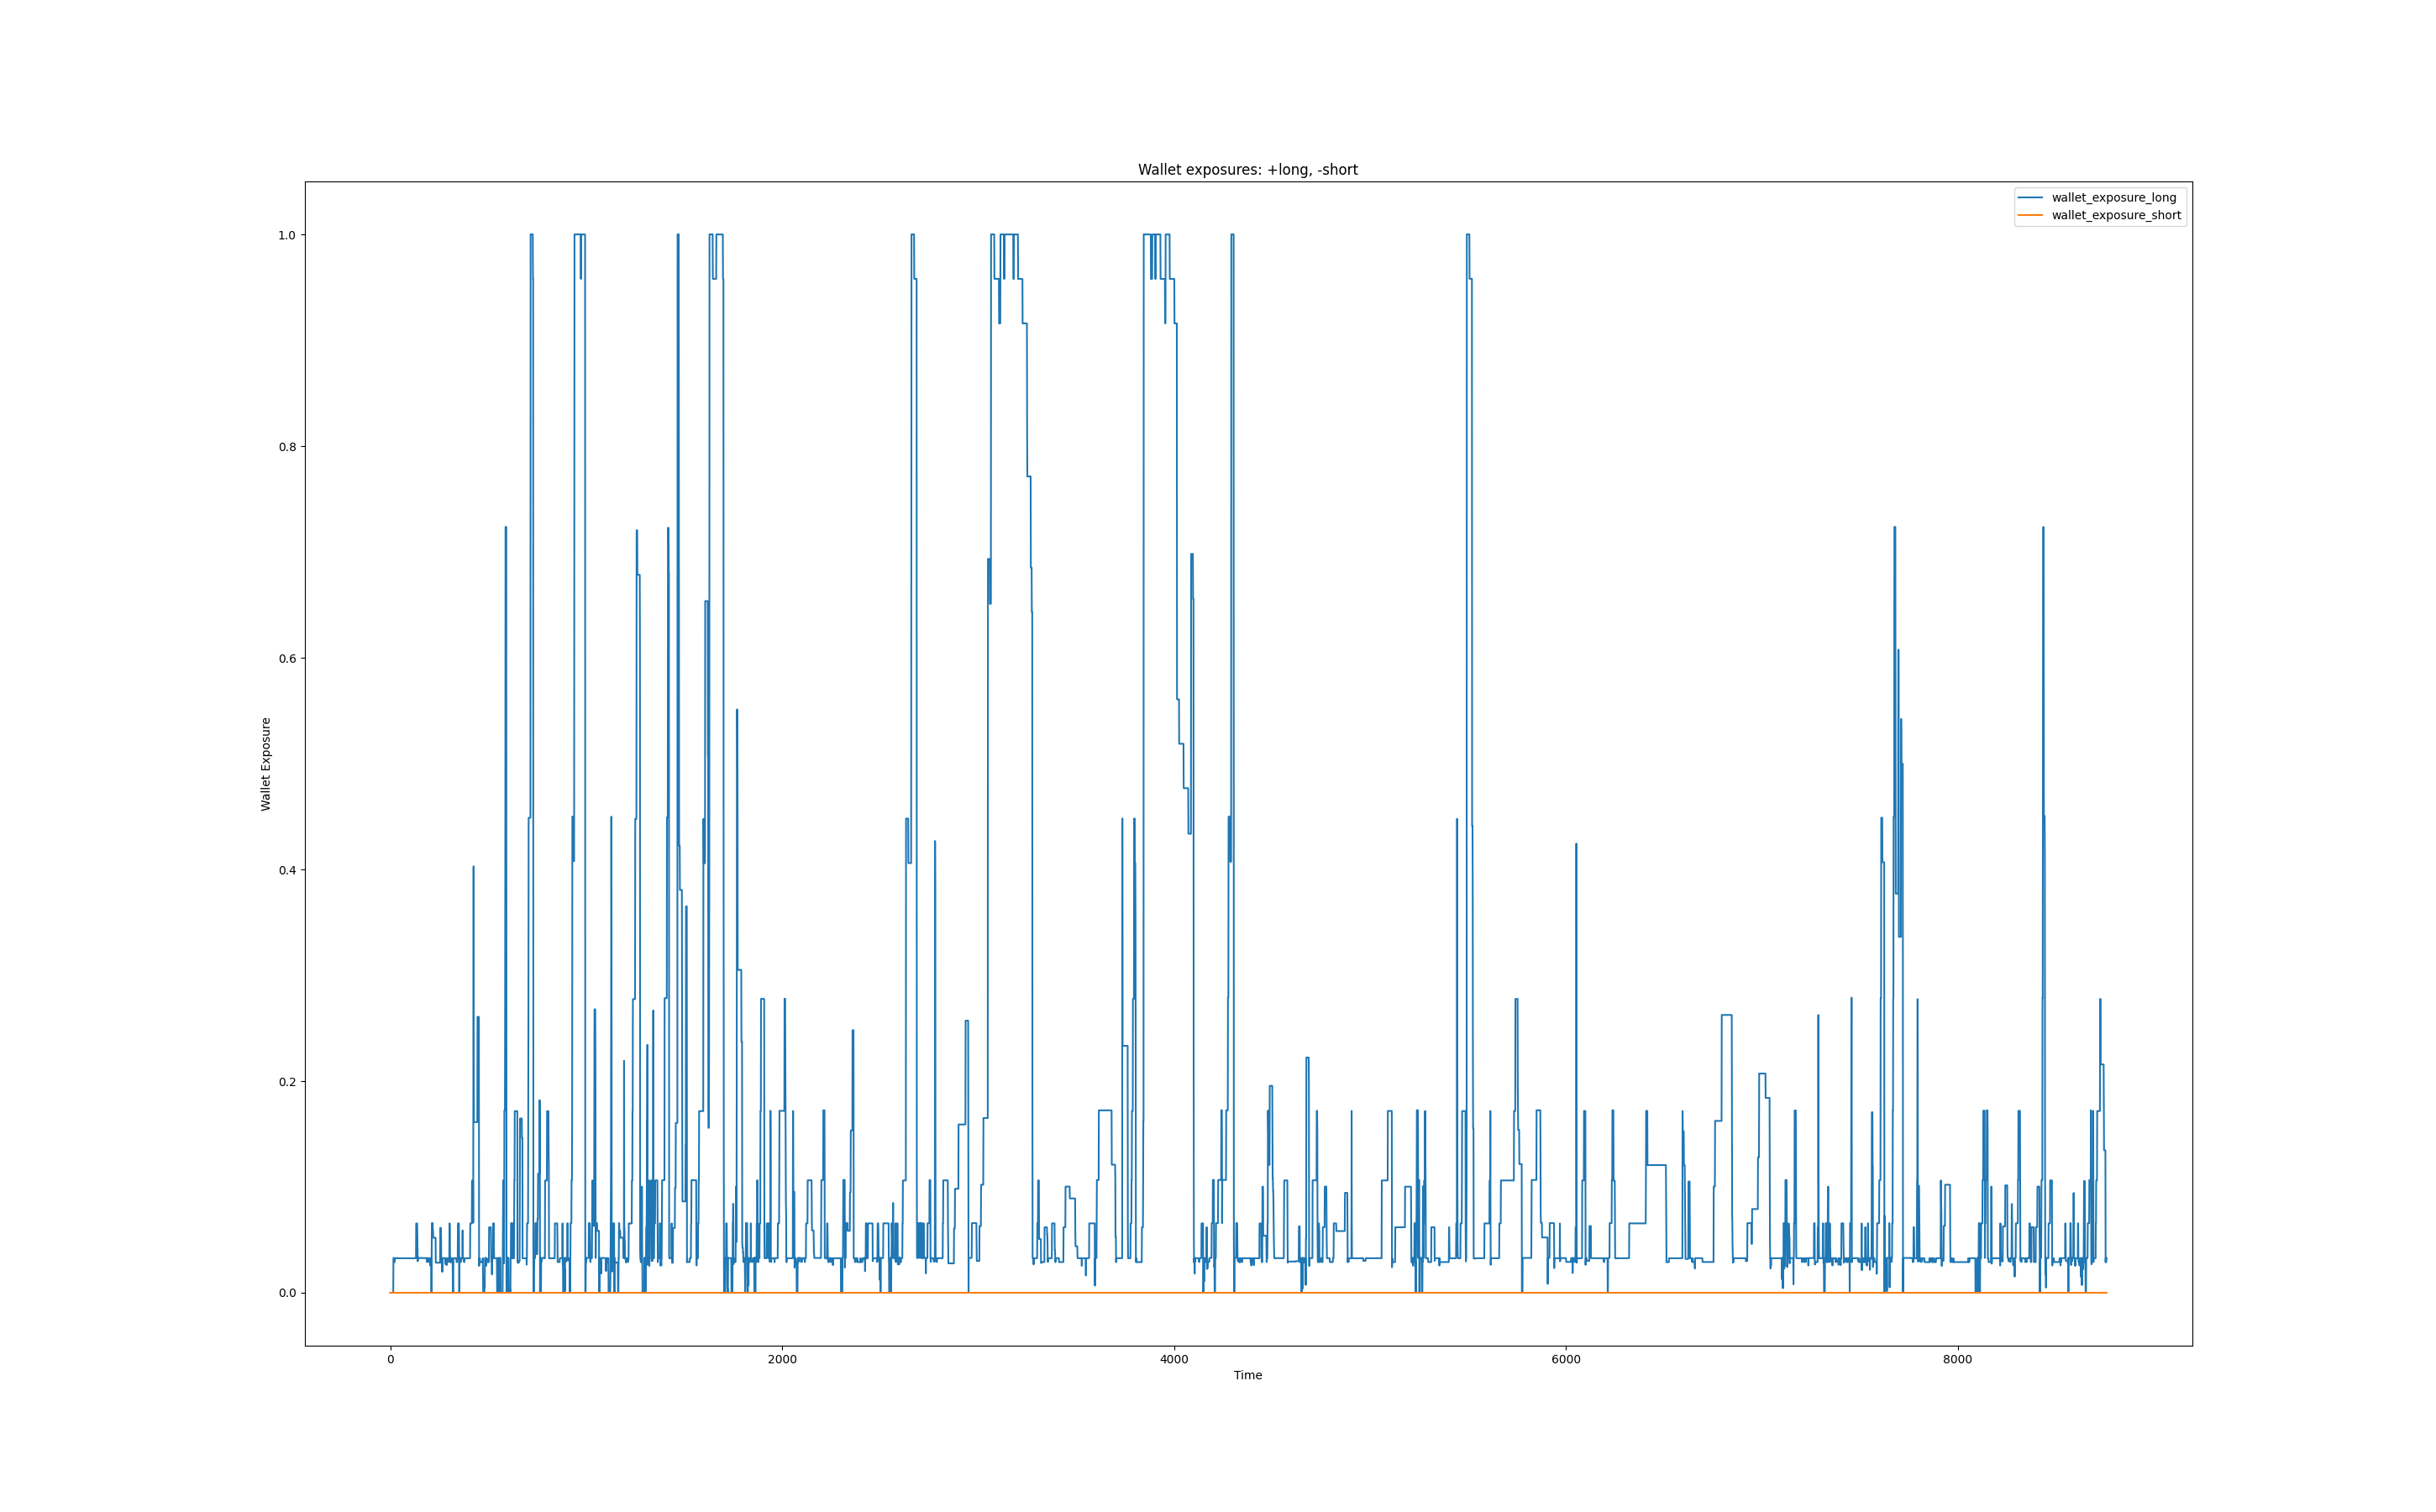 Wallet exposures: +long, -short
wallet_exposure_long
wallet_exposure_short
1.0
0.8
0.6
0.4
0.2
0.0
Wallet Exposure
0
2000
4000
6000
8000
Time